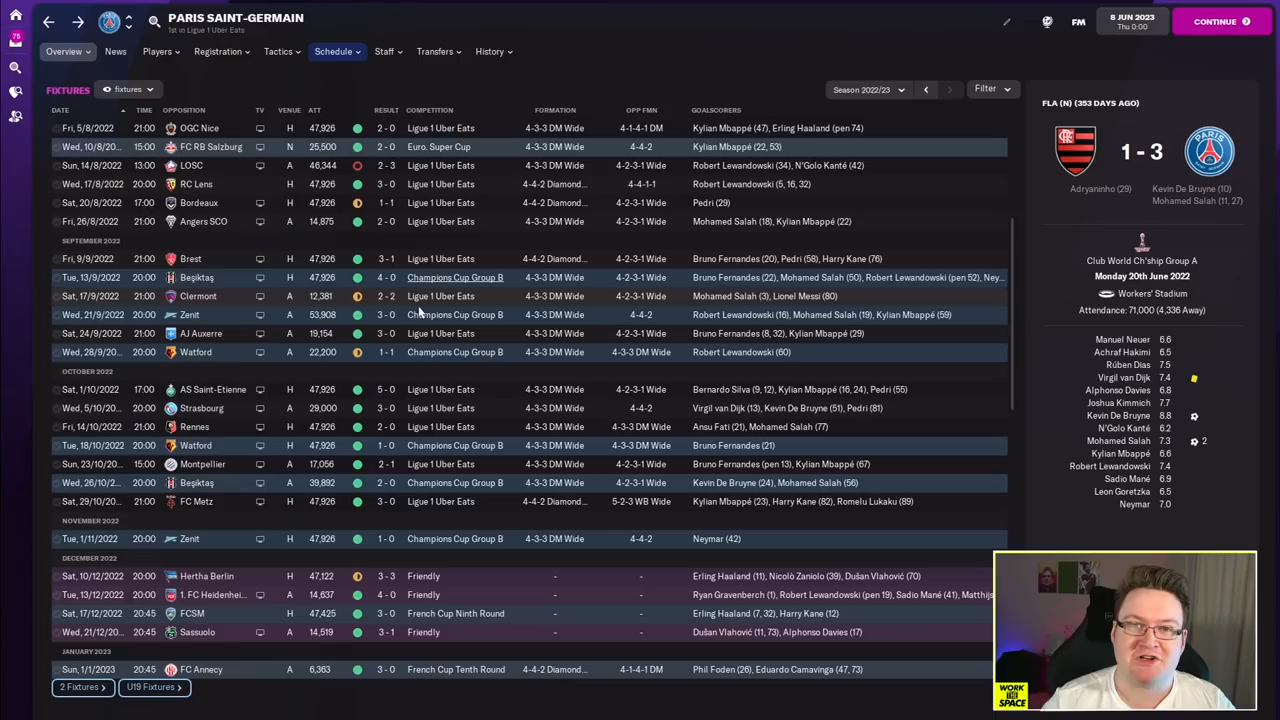 PARIS SAINT-GERMAIN
1st in Ligue 1 Uber Eats
FM
8 JUN 2023
Thu 0:00
CONTINUE
75
Overview News Players Registration Tactics Schedule Staff Transfers History
FIXTURES fixtures Season 2022/23 Filter
DATE TIME OPPOSITION TV VENUE ATT RESULT COMPETITION FORMATION OPP FMN GOALSCORERS
Fri, 5/8/2022 21:00 OGC Nice H 47,926 2 - 0 Ligue 1 Uber Eats 4-3-3 DM Wide 4-1-4-1 DM Kylian Mbappé (47), Erling Haaland (pen 74)
Wed, 10/8/20... 15:00 FC RB Salzburg N 25,500 2 - 0 Euro. Super Cup 4-3-3 DM Wide 4-4-2 Kylian Mbappé (22, 53)
Sun, 14/8/2022 13:00 LOSC A 46,344 2 - 3 Ligue 1 Uber Eats 4-3-3 DM Wide 4-2-3-1 Wide Robert Lewandowski (34), N'Golo Kanté (42)
Wed, 17/8/2022 20:00 RC Lens H 47,926 3 - 0 Ligue 1 Uber Eats 4-4-2 Diamond... 4-4-1-1 Robert Lewandowski (5, 16, 32)
Sat, 20/8/2022 17:00 Bordeaux H 47,926 1 - 1 Ligue 1 Uber Eats 4-4-2 Diamond... 4-2-3-1 Wide Pedri (29)
Fri, 26/8/2022 21:00 Angers SCO A 14,875 2 - 0 Ligue 1 Uber Eats 4-3-3 DM Wide 4-2-3-1 Wide Mohamed Salah (18), Kylian Mbappé (22)
SEPTEMBER 2022
Fri, 9/9/2022 21:00 Brest H 47,926 3 - 1 Ligue 1 Uber Eats 4-4-2 Diamond... 4-2-3-1 Wide Bruno Fernandes (20), Pedri (58), Harry Kane (76)
Tue, 13/9/2022 20:00 Beşiktaş H 47,926 4 - 0 Champions Cup Group B 4-3-3 DM Wide 4-2-3-1 Wide Bruno Fernandes (22), Mohamed Salah (50), Robert Lewandowski (pen 52), Ney...
Sat, 17/9/2022 21:00 Clermont A 12,381 2 - 2 Ligue 1 Uber Eats 4-3-3 DM Wide 4-2-3-1 Wide Mohamed Salah (3), Lionel Messi (80)
Wed, 21/9/2022 20:00 Zenit A 53,908 3 - 0 Champions Cup Group B 4-3-3 DM Wide 4-4-2 Robert Lewandowski (16), Mohamed Salah (19), Kylian Mbappé (59)
Sat, 24/9/2022 21:00 AJ Auxerre A 19,154 3 - 0 Ligue 1 Uber Eats 4-3-3 DM Wide 4-2-3-1 Wide Bruno Fernandes (8, 32), Kylian Mbappé (29)
Wed, 28/9/20... 20:00 Watford A 22,200 1 - 1 Champions Cup Group B 4-3-3 DM Wide 4-3-3 DM Wide Robert Lewandowski (60)
OCTOBER 2022
Sat, 1/10/2022 17:00 AS Saint-Etienne H 47,926 5 - 0 Ligue 1 Uber Eats 4-3-3 DM Wide 4-2-3-1 Wide Bernardo Silva (9, 12), Kylian Mbappé (16, 24), Pedri (55)
Wed, 5/10/2022 20:00 Strasbourg A 29,000 3 - 0 Ligue 1 Uber Eats 4-3-3 DM Wide 4-4-2 Virgil van Dijk (13), Kevin De Bruyne (51), Pedri (81)
Fri, 14/10/2022 21:00 Rennes H 47,926 2 - 0 Ligue 1 Uber Eats 4-3-3 DM Wide 4-3-3 DM Wide Ansu Fati (21), Mohamed Salah (77)
Tue, 18/10/2022 20:00 Watford H 47,926 1 - 0 Champions Cup Group B 4-3-3 DM Wide 4-3-3 DM Wide Bruno Fernandes (21)
Sun, 23/10/20... 15:00 Montpellier A 17,056 2 - 1 Ligue 1 Uber Eats 4-3-3 DM Wide 4-2-3-1 Wide Bruno Fernandes (pen 13), Kylian Mbappé (67)
Wed, 26/10/2... 20:00 Beşiktaş A 39,892 2 - 0 Champions Cup Group B 4-3-3 DM Wide 4-2-3-1 Wide Kevin De Bruyne (24), Mohamed Salah (56)
Sat, 29/10/20... 21:00 FC Metz H 47,926 3 - 0 Ligue 1 Uber Eats 4-4-2 Diamond... 5-2-3 WB Wide Kylian Mbappé (23), Harry Kane (82), Romelu Lukaku (89)
NOVEMBER 2022
Tue, 1/11/2022 20:00 Zenit H 47,926 1 - 0 Champions Cup Group B 4-3-3 DM Wide 4-4-2 Neymar (42)
DECEMBER 2022
Sat, 10/12/2022 20:00 Hertha Berlin H 47,122 3 - 3 Friendly - - Erling Haaland (11), Nicolò Zaniolo (39), Dušan Vlahović (70)
Tue, 13/12/2022 20:00 1. FC Heidenhei... A 14,637 4 - 0 Friendly - - Ryan Gravenberch (1), Robert Lewandowski (pen 19), Sadio Mané (41), Matthijs
Sat, 17/12/2022 20:45 FCSM H 47,425 3 - 0 French Cup Ninth Round Erling Haaland (7, 32), Harry Kane (12)
Wed, 21/12/2022 20:45 Sassuolo A 14,519 3 - 1 Friendly - - Dušan Vlahović (11, 73), Alphonso Davies (17)
JANUARY 2023
Sun, 1/1/2023 20:45 FC Annecy A 6,363 3 - 0 French Cup Tenth Round 4-4-2 Diamond... 4-1-4-1 DM Phil Foden (26), Eduardo Camavinga (47, 73)
2 Fixtures U19 Fixtures
FLA (N) (353 DAYS AGO)
PARIS
1 - 3
Adryaninho (29) Kevin De Bruyne (10)
Mohamed Salah (11, 27)
Club World Ch'ship Group A
Monday 20th June 2022
Workers' Stadium
Attendance: 71,000 (4,336 Away)
Manuel Neuer 6.6
Achraf Hakimi 6.5
Rúben Dias 7.5
Virgil van Dijk 7.4
Alphonso Davies 6.8
Joshua Kimmich 7.7
Kevin De Bruyne 8.8
N'Golo Kanté 6.2
Mohamed Salah 7.3 2
Kylian Mbappé 6.6
Robert Lewandowski 7.4
Sadio Mané 6.9
Leon Goretzka 6.5
Neymar 7.0
WORK
THE
SPACE